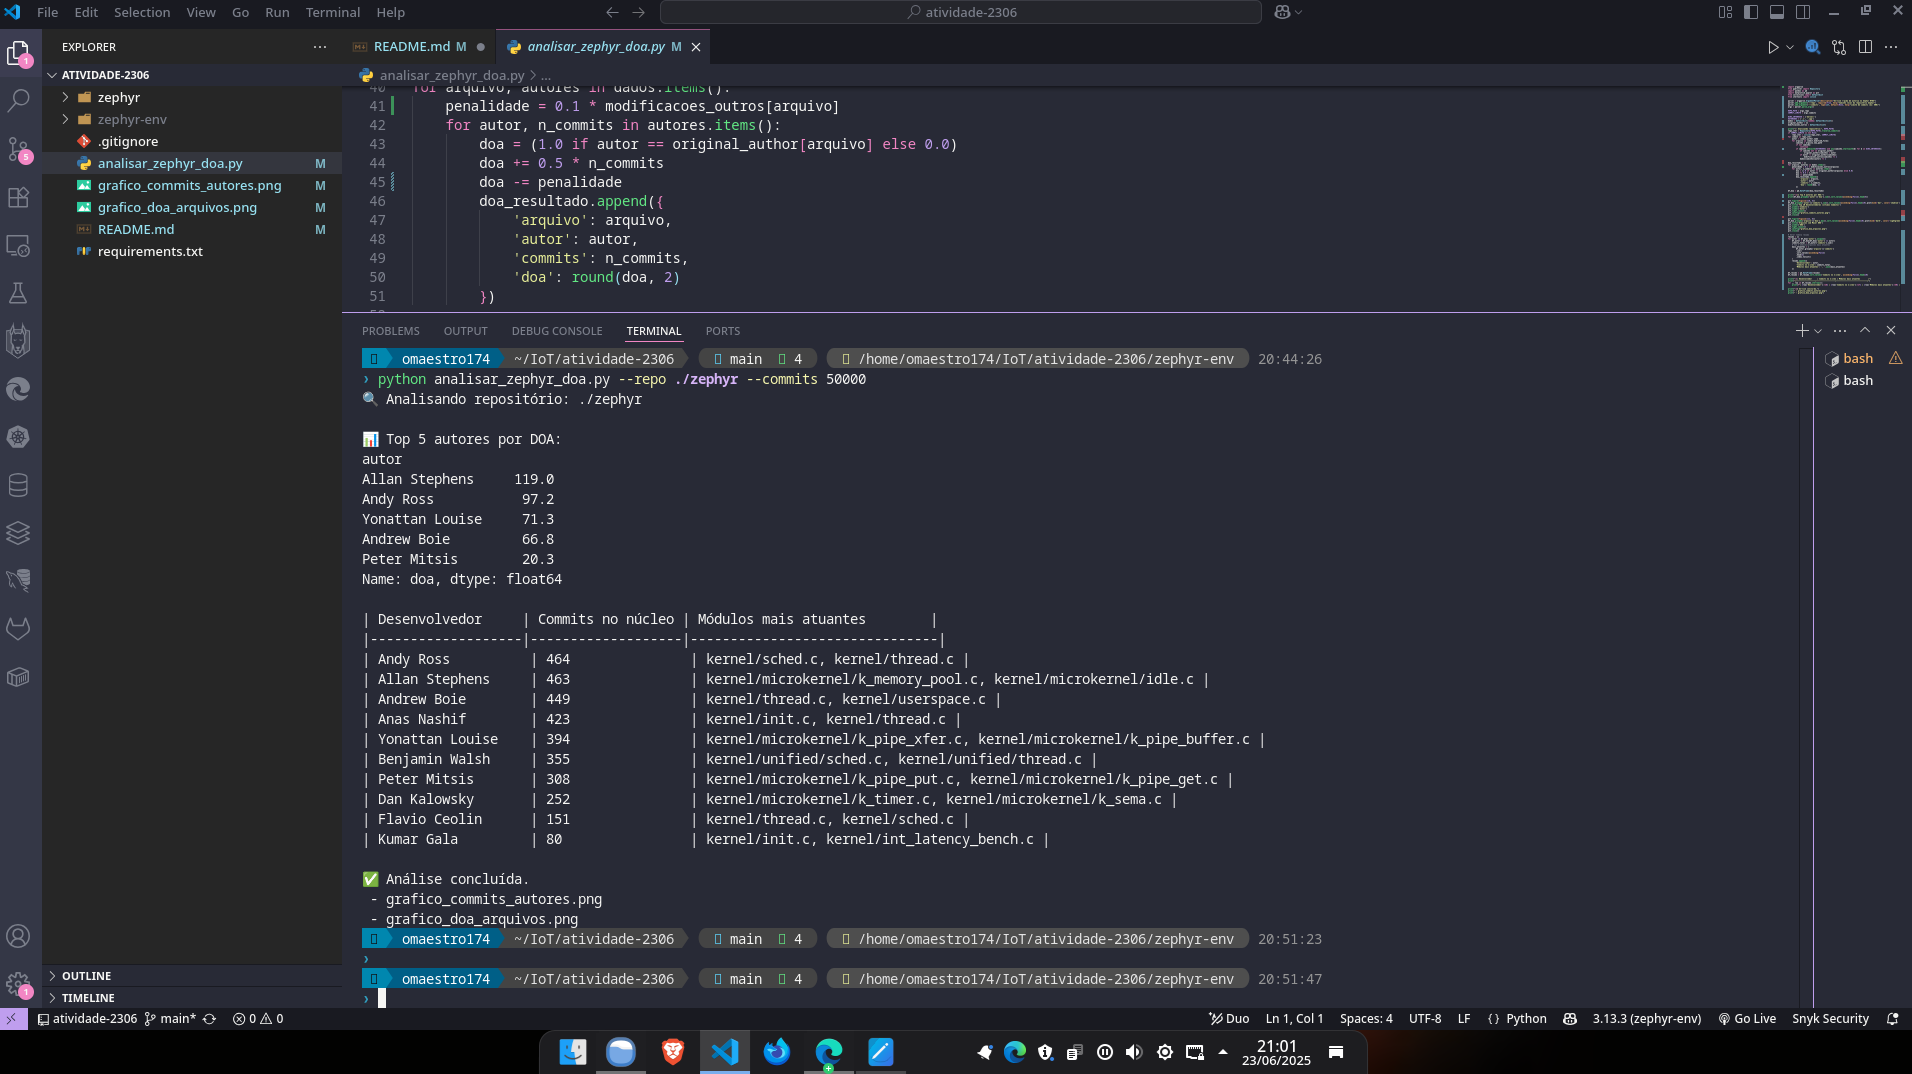 File Edit Selection View Go Run Terminal Help
atividade-2306
EXPLORER
ATIVIDADE-2306
zephyr
zephyr-env
.gitignore
analisar_zephyr_doa.py M
grafico_commits_autores.png M
grafico_doa_arquivos.png M
README.md M
requirements.txt
OUTLINE
TIMELINE
1
5
1
README.md M
analisar_zephyr_doa.py M
analisar_zephyr_doa.py > ...
40 for arquivo, autores in dados.items():
41 penalidade = 0.1 * modificacoes_outros[arquivo]
42 for autor, n_commits in autores.items():
43 doa = (1.0 if autor == original_author[arquivo] else 0.0)
44 doa += 0.5 * n_commits
45 doa -= penalidade
46 doa_resultado.append({
47 'arquivo': arquivo,
48 'autor': autor,
49 'commits': n_commits,
50 'doa': round(doa, 2)
51 })
PROBLEMS OUTPUT DEBUG CONSOLE TERMINAL PORTS
omaestro174 ~/IoT/atividade-2306 main 4 /home/omaestro174/IoT/atividade-2306/zephyr-env 20:44:26
› python analisar_zephyr_doa.py --repo ./zephyr --commits 50000
🔍 Analisando repositório: ./zephyr
📊 Top 5 autores por DOA:
autor
Allan Stephens 119.0
Andy Ross 97.2
Yonattan Louise 71.3
Andrew Boie 66.8
Peter Mitsis 20.3
Name: doa, dtype: float64
| Desenvolvedor | Commits no núcleo | Módulos mais atuantes |
|-------------------|-------------------|-------------------------------|
| Andy Ross | 464 | kernel/sched.c, kernel/thread.c |
| Allan Stephens | 463 | kernel/microkernel/k_memory_pool.c, kernel/microkernel/idle.c |
| Andrew Boie | 449 | kernel/thread.c, kernel/userspace.c |
| Anas Nashif | 423 | kernel/init.c, kernel/thread.c |
| Yonattan Louise | 394 | kernel/microkernel/k_pipe_xfer.c, kernel/microkernel/k_pipe_buffer.c |
| Benjamin Walsh | 355 | kernel/unified/sched.c, kernel/unified/thread.c |
| Peter Mitsis | 308 | kernel/microkernel/k_pipe_put.c, kernel/microkernel/k_pipe_get.c |
| Dan Kalowsky | 252 | kernel/microkernel/k_timer.c, kernel/microkernel/k_sema.c |
| Flavio Ceolin | 151 | kernel/thread.c, kernel/sched.c |
| Kumar Gala | 80 | kernel/init.c, kernel/int_latency_bench.c |
✅ Análise concluída.
- grafico_commits_autores.png
- grafico_doa_arquivos.png
omaestro174 ~/IoT/atividade-2306 main 4 /home/omaestro174/IoT/atividade-2306/zephyr-env 20:51:23
›
omaestro174 ~/IoT/atividade-2306 main 4 /home/omaestro174/IoT/atividade-2306/zephyr-env 20:51:47
›
bash
bash
atividade-2306 main* 0 0 Duo Ln 1, Col 1 Spaces: 4 UTF-8 LF {} Python 3.13.3 (zephyr-env) Go Live Snyk Security
21:01
23/06/2025